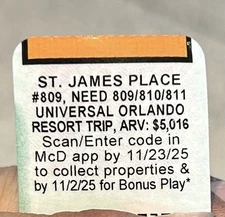 ST. JAMES PLACE
#809, NEED 809/810/811
UNIVERSAL ORLANDO
RESORT TRIP, ARV: $5,016
Scan/Enter code in
McD app by 11/23/25
to collect properties &
by 11/2/25 for Bonus Play*